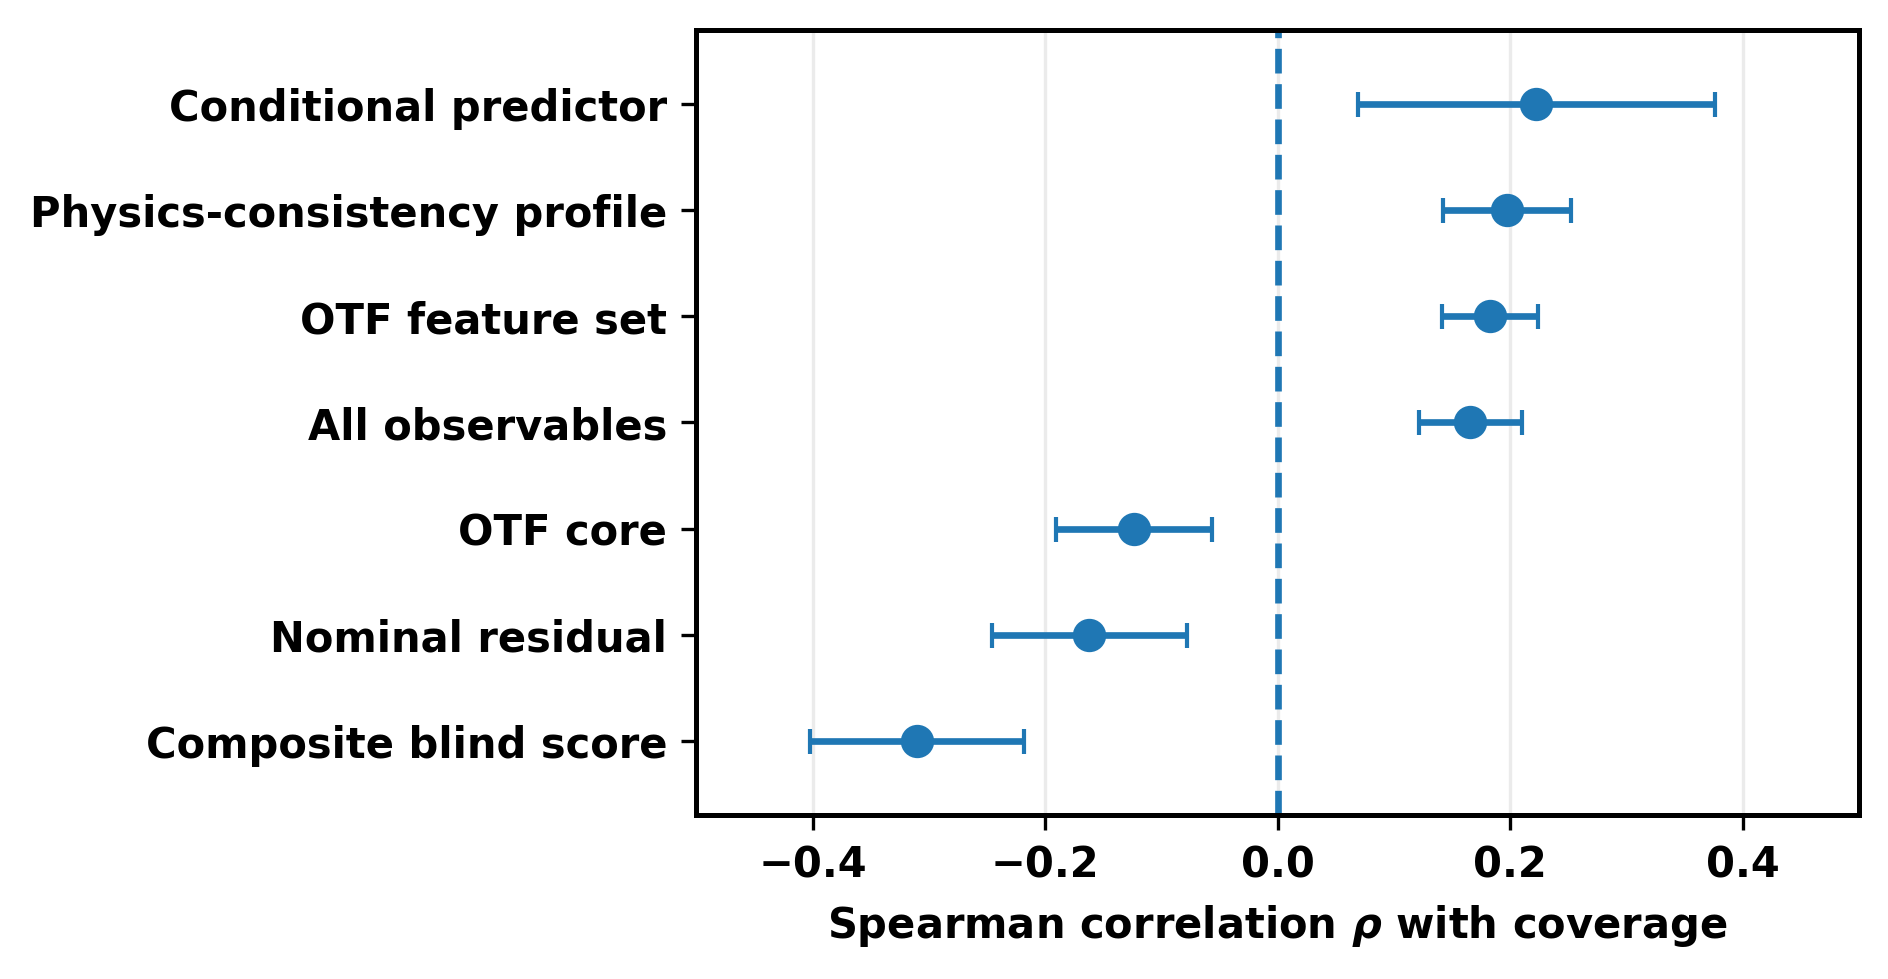 Conditional predictor
Physics-consistency profile
OTF feature set
All observables
OTF core
Nominal residual
Composite blind score
−0.4 −0.2 0.0 0.2 0.4
Spearman correlation ρ with coverage